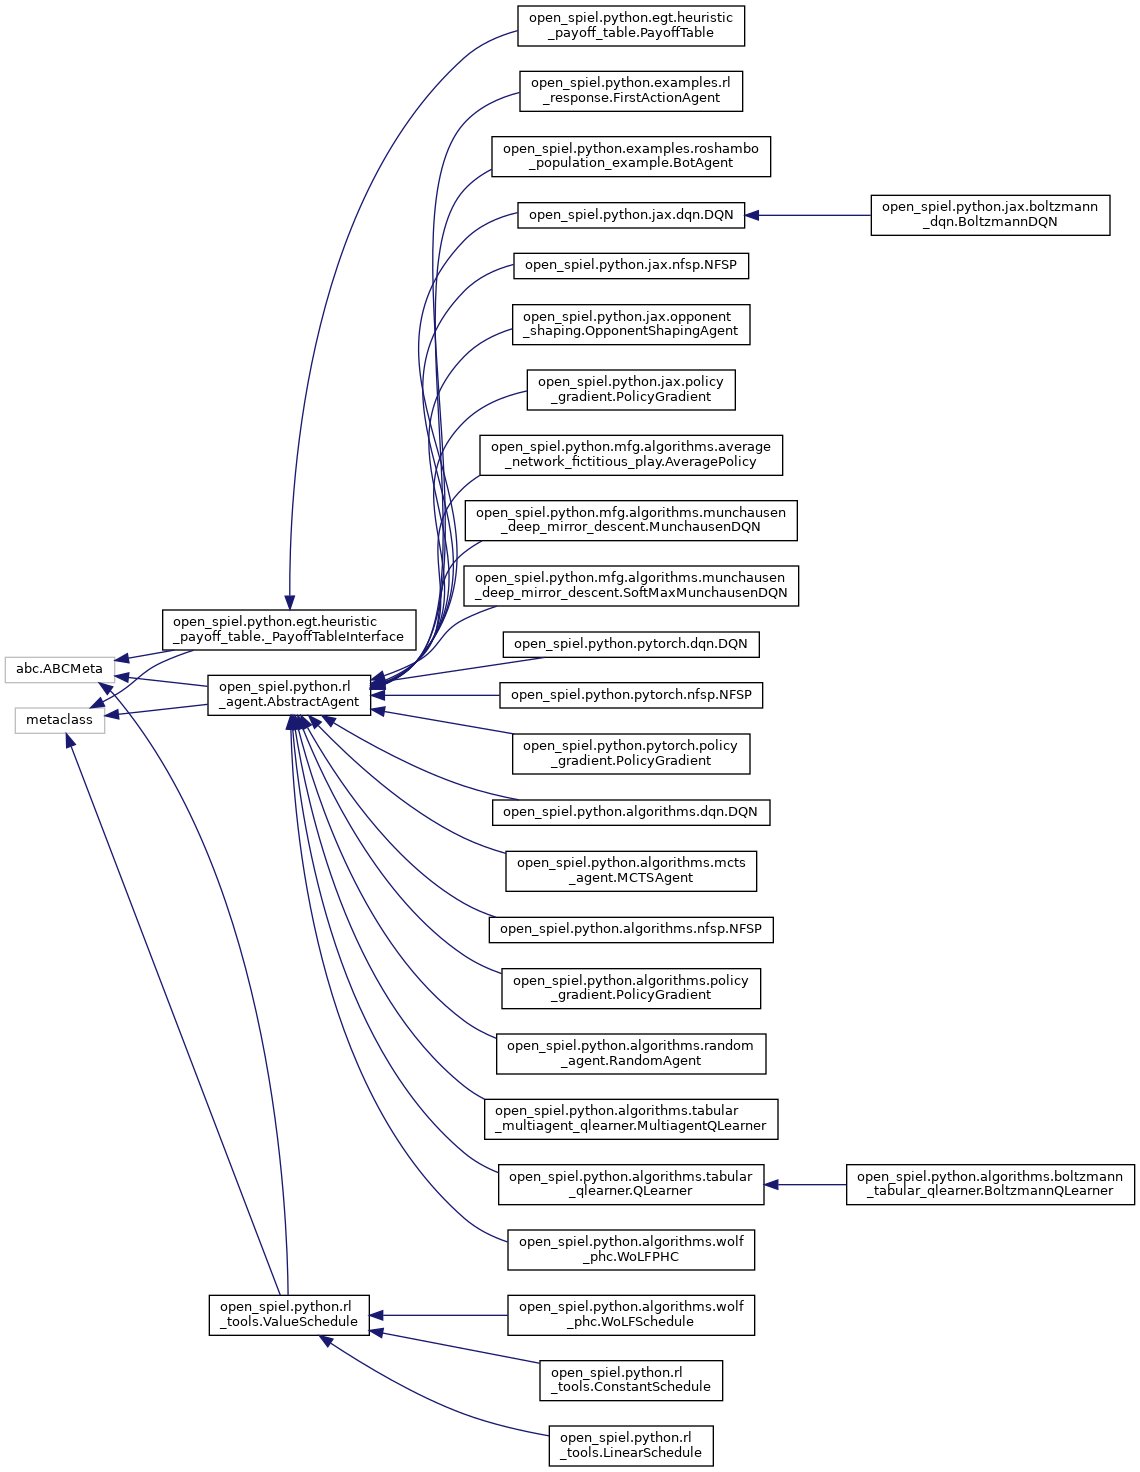 open_spiel.python.egt.heuristic
_payoff_table.PayoffTable
open_spiel.python.examples.rl
_response.FirstActionAgent
open_spiel.python.examples.roshambo
_population_example.BotAgent
open_spiel.python.jax.dqn.DQN
open_spiel.python.jax.boltzmann
_dqn.BoltzmannDQN
open_spiel.python.jax.nfsp.NFSP
open_spiel.python.jax.opponent
_shaping.OpponentShapingAgent
open_spiel.python.jax.policy
_gradient.PolicyGradient
open_spiel.python.mfg.algorithms.average
_network_fictitious_play.AveragePolicy
open_spiel.python.mfg.algorithms.munchausen
_deep_mirror_descent.MunchausenDQN
open_spiel.python.mfg.algorithms.munchausen
_deep_mirror_descent.SoftMaxMunchausenDQN
open_spiel.python.egt.heuristic
_payoff_table._PayoffTableInterface
open_spiel.python.pytorch.dqn.DQN
abc.ABCMeta
open_spiel.python.rl
_agent.AbstractAgent
open_spiel.python.pytorch.nfsp.NFSP
metaclass
open_spiel.python.pytorch.policy
_gradient.PolicyGradient
open_spiel.python.algorithms.dqn.DQN
open_spiel.python.algorithms.mcts
_agent.MCTSAgent
open_spiel.python.algorithms.nfsp.NFSP
open_spiel.python.algorithms.policy
_gradient.PolicyGradient
open_spiel.python.algorithms.random
_agent.RandomAgent
open_spiel.python.algorithms.tabular
_multiagent_qlearner.MultiagentQLearner
open_spiel.python.algorithms.tabular
_qlearner.QLearner
open_spiel.python.algorithms.boltzmann
_tabular_qlearner.BoltzmannQLearner
open_spiel.python.algorithms.wolf
_phc.WoLFPHC
open_spiel.python.rl
_tools.ValueSchedule
open_spiel.python.algorithms.wolf
_phc.WoLFSchedule
open_spiel.python.rl
_tools.ConstantSchedule
open_spiel.python.rl
_tools.LinearSchedule